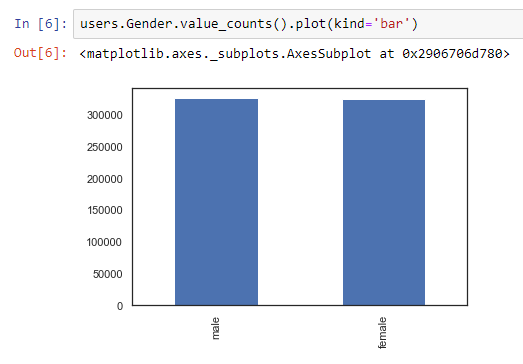 In [6]: users.Gender.value_counts().plot(kind='bar')
Out[6]: <matplotlib.axes._subplots.AxesSubplot at 0x2906706d780>
300000
250000
200000
150000
100000
50000
0
male
female